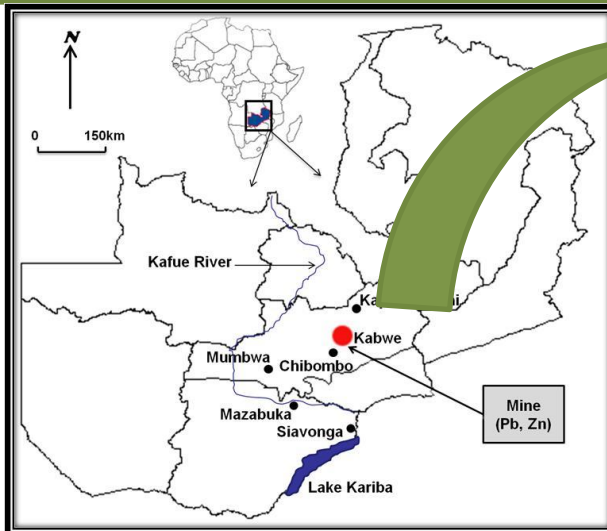 N
0 150km
Kafue River
Kabwe
Mumbwa
Chibombo
Mazabuka
Siavonga
Mine
(Pb, Zn)
Lake Kariba